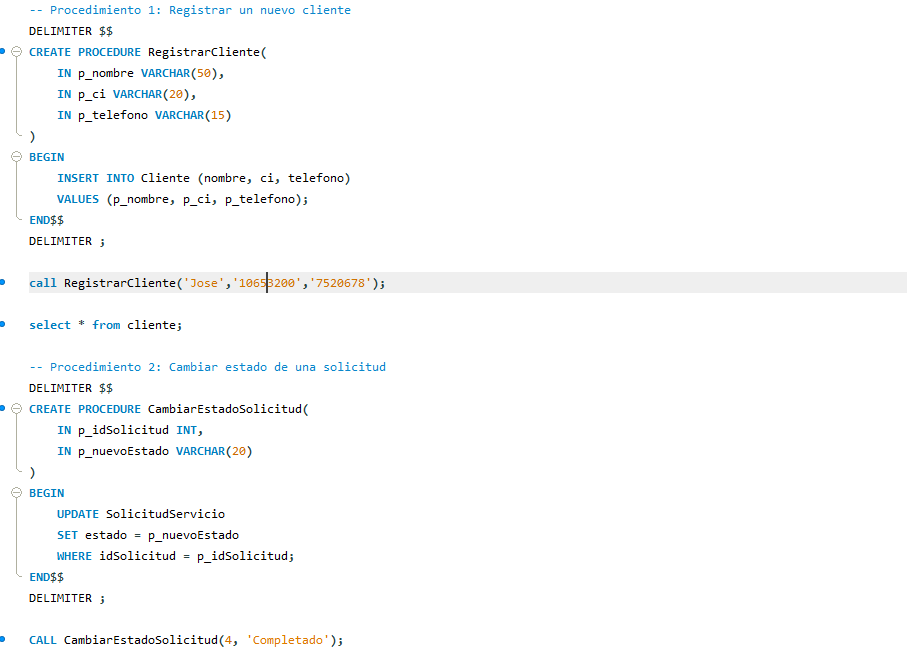 -- Procedimiento 1: Registrar un nuevo cliente
DELIMITER $$
CREATE PROCEDURE RegistrarCliente(
IN p_nombre VARCHAR(50),
IN p_ci VARCHAR(20),
IN p_telefono VARCHAR(15)
)
BEGIN
INSERT INTO Cliente (nombre, ci, telefono)
VALUES (p_nombre, p_ci, p_telefono);
END$$
DELIMITER ;
call RegistrarCliente('Jose','10653200','7520678');
select * from cliente;
-- Procedimiento 2: Cambiar estado de una solicitud
DELIMITER $$
CREATE PROCEDURE CambiarEstadoSolicitud(
IN p_idSolicitud INT,
IN p_nuevoEstado VARCHAR(20)
)
BEGIN
UPDATE SolicitudServicio
SET estado = p_nuevoEstado
WHERE idSolicitud = p_idSolicitud;
END$$
DELIMITER ;
CALL CambiarEstadoSolicitud(4, 'Completado');